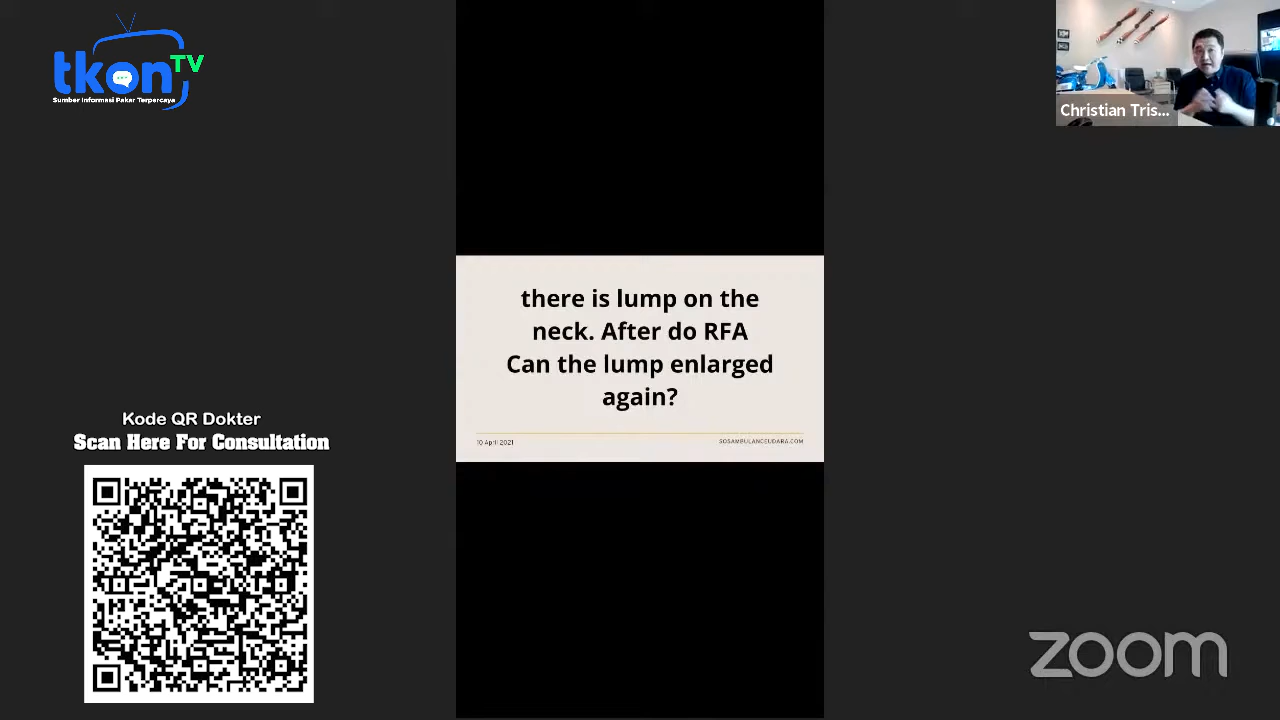 tkon TV
Sumber Informasi Pakar Terpercaya
Christian Tris...
there is lump on the
neck. After do RFA
Can the lump enlarged
again?
10 April 2021
SOSAMBULANCEUDARA.COM
Kode QR Dokter
Scan Here For Consultation
zoom